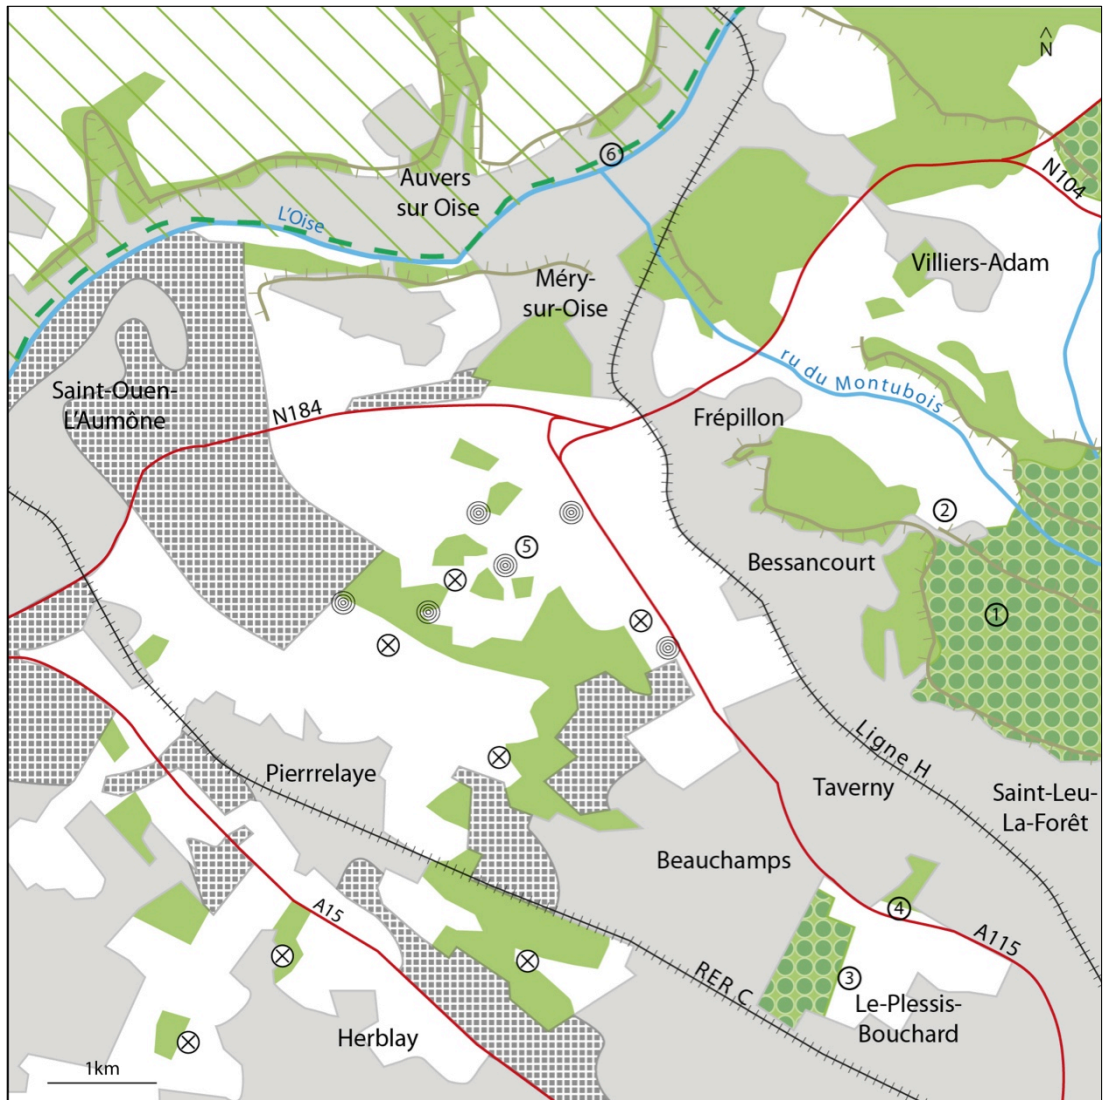 N
N104
⑥
Auvers
sur Oise
L'Oise
Villiers-Adam
Méry-
sur-Oise
ru du Montubois
Saint-Ouen-
L'Aumône
N184
Frépillon
②
⑤
Bessancourt
①
Ligne H
Pierrrelaye
Taverny
Saint-Leu-
La-Forêt
Beauchamps
A15
④
A115
RER C
③
Le-Plessis-
Bouchard
Herblay
1km